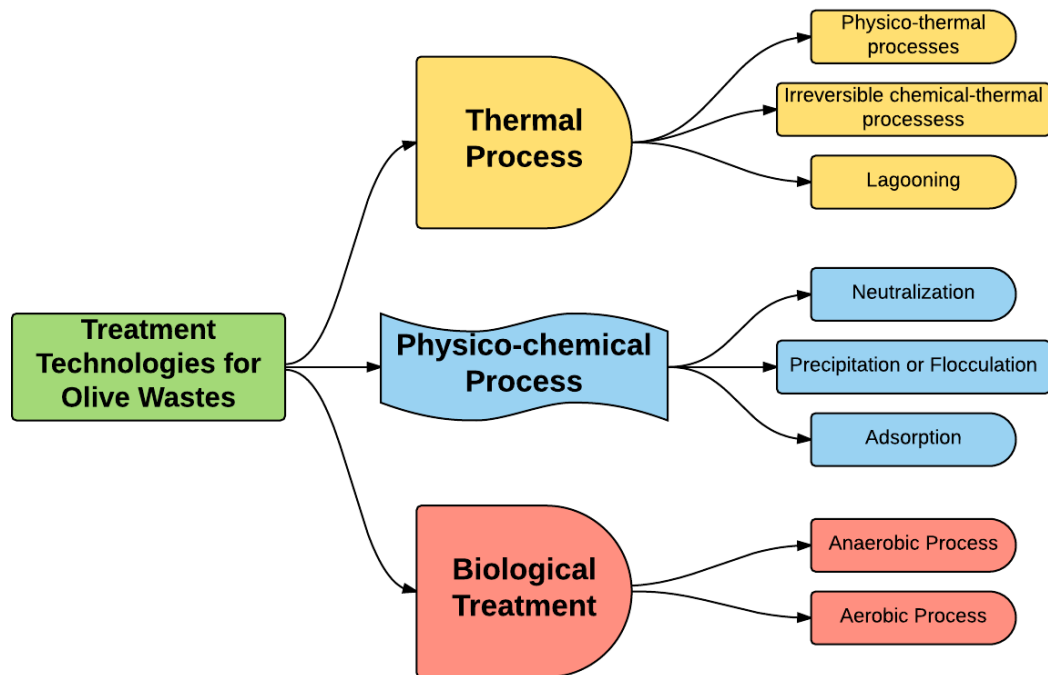 Treatment
Technologies for
Olive Wastes
Thermal
Process
Physico-thermal
processes
Irreversible chemical-thermal
processess
Lagooning
Physico-chemical
Process
Neutralization
Precipitation or Flocculation
Adsorption
Biological
Treatment
Anaerobic Process
Aerobic Process